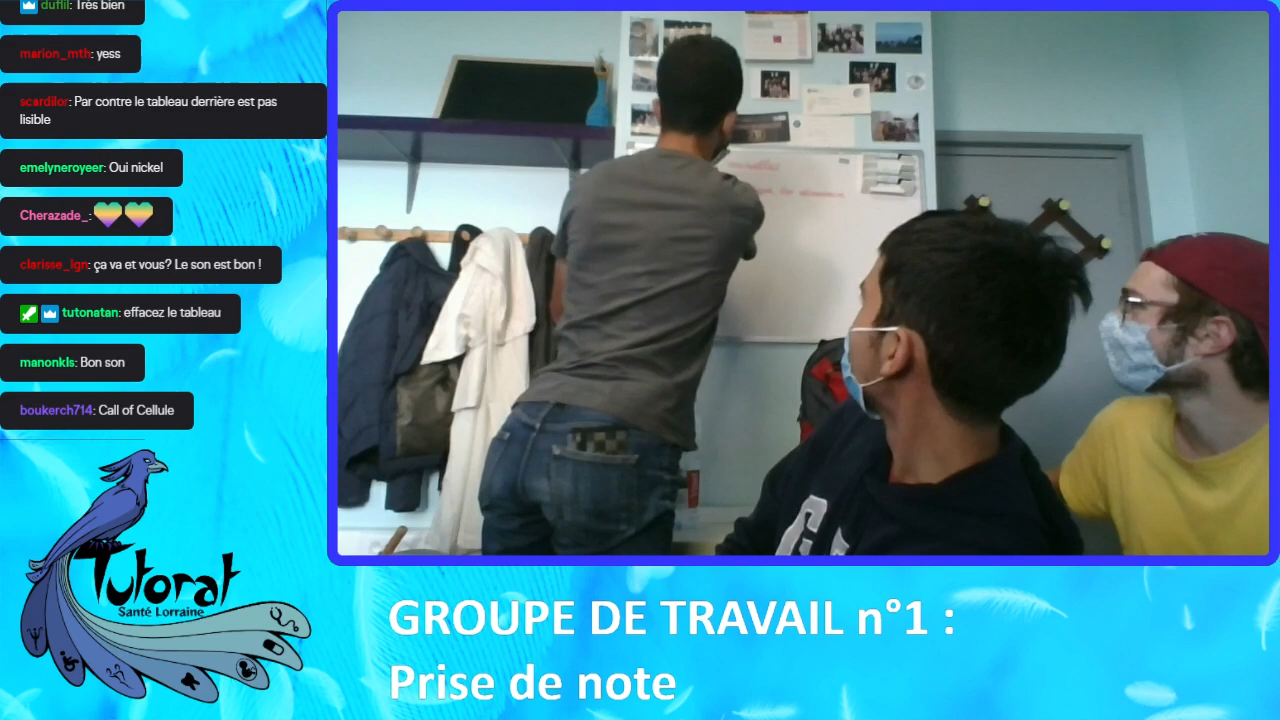 duflil: Très bien
marion_mth: yess
scardilor: Par contre le tableau derrière est pas
lisible
emelyneroyeer: Oui nickel
Cherazade_:
clarisse_lgn: ça va et vous? Le son est bon !
tutonatan: effacez le tableau
manonkls: Bon son
boukerch714: Call of Cellule
Tutorat
Santé Lorraine
GROUPE DE TRAVAIL n°1 :
Prise de note